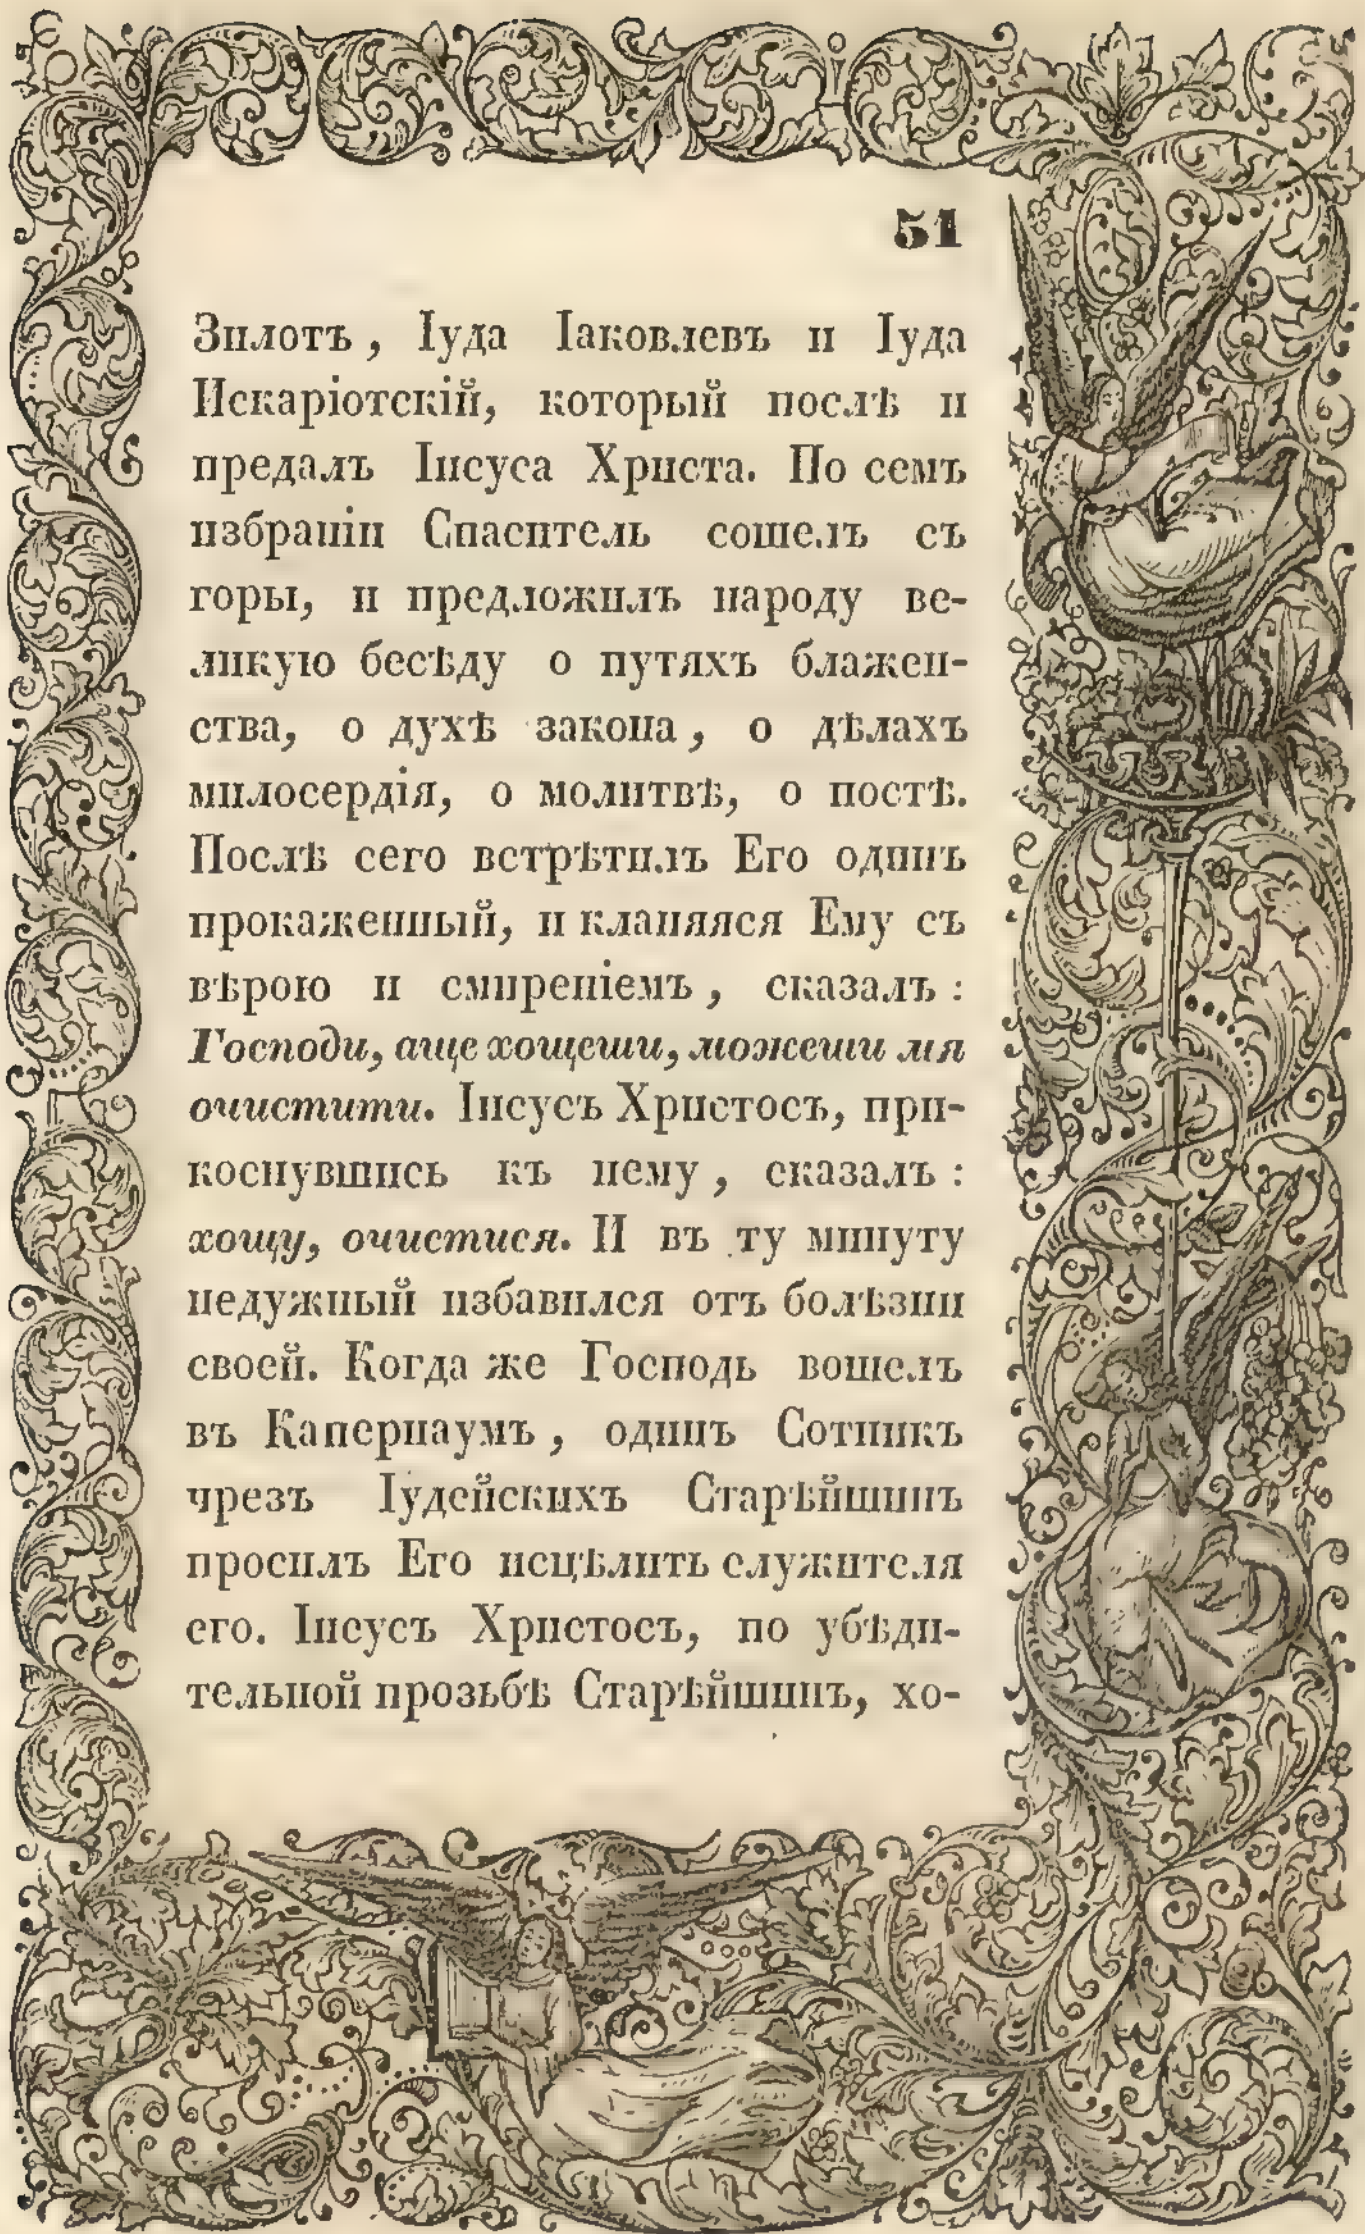 51
Зилотъ, Іуда Іаковлевъ и Іуда
Искаріотскій, который послѣ и
предалъ Іисуса Христа. По семъ
избраніи Спаситель сошелъ съ
горы, и предложилъ народу ве-
ликую бесѣду о путяхъ блажен-
ства, о духѣ закона, о дѣлахъ
милосердія, о молитвѣ, о постѣ.
Послѣ сего встрѣтилъ Его одинъ
прокаженный, и кланяяся Ему съ
вѣрою и смиреніемъ, сказалъ:
Господи, аще хощеши, можеши мя
очистити. Іисусъ Христосъ, при-
коснувшись къ нему, сказалъ:
хощу, очистися. И въ ту минуту
недужный избавился отъ болѣзни
своей. Когда же Господь вошелъ
въ Капернаумъ, одинъ Сотникъ
чрезъ Іудейскихъ Старѣйшинъ
просилъ Его исцѣлить служителя
его. Іисусъ Христосъ, по убѣди-
тельной прозьбѣ Старѣйшинъ, хо-